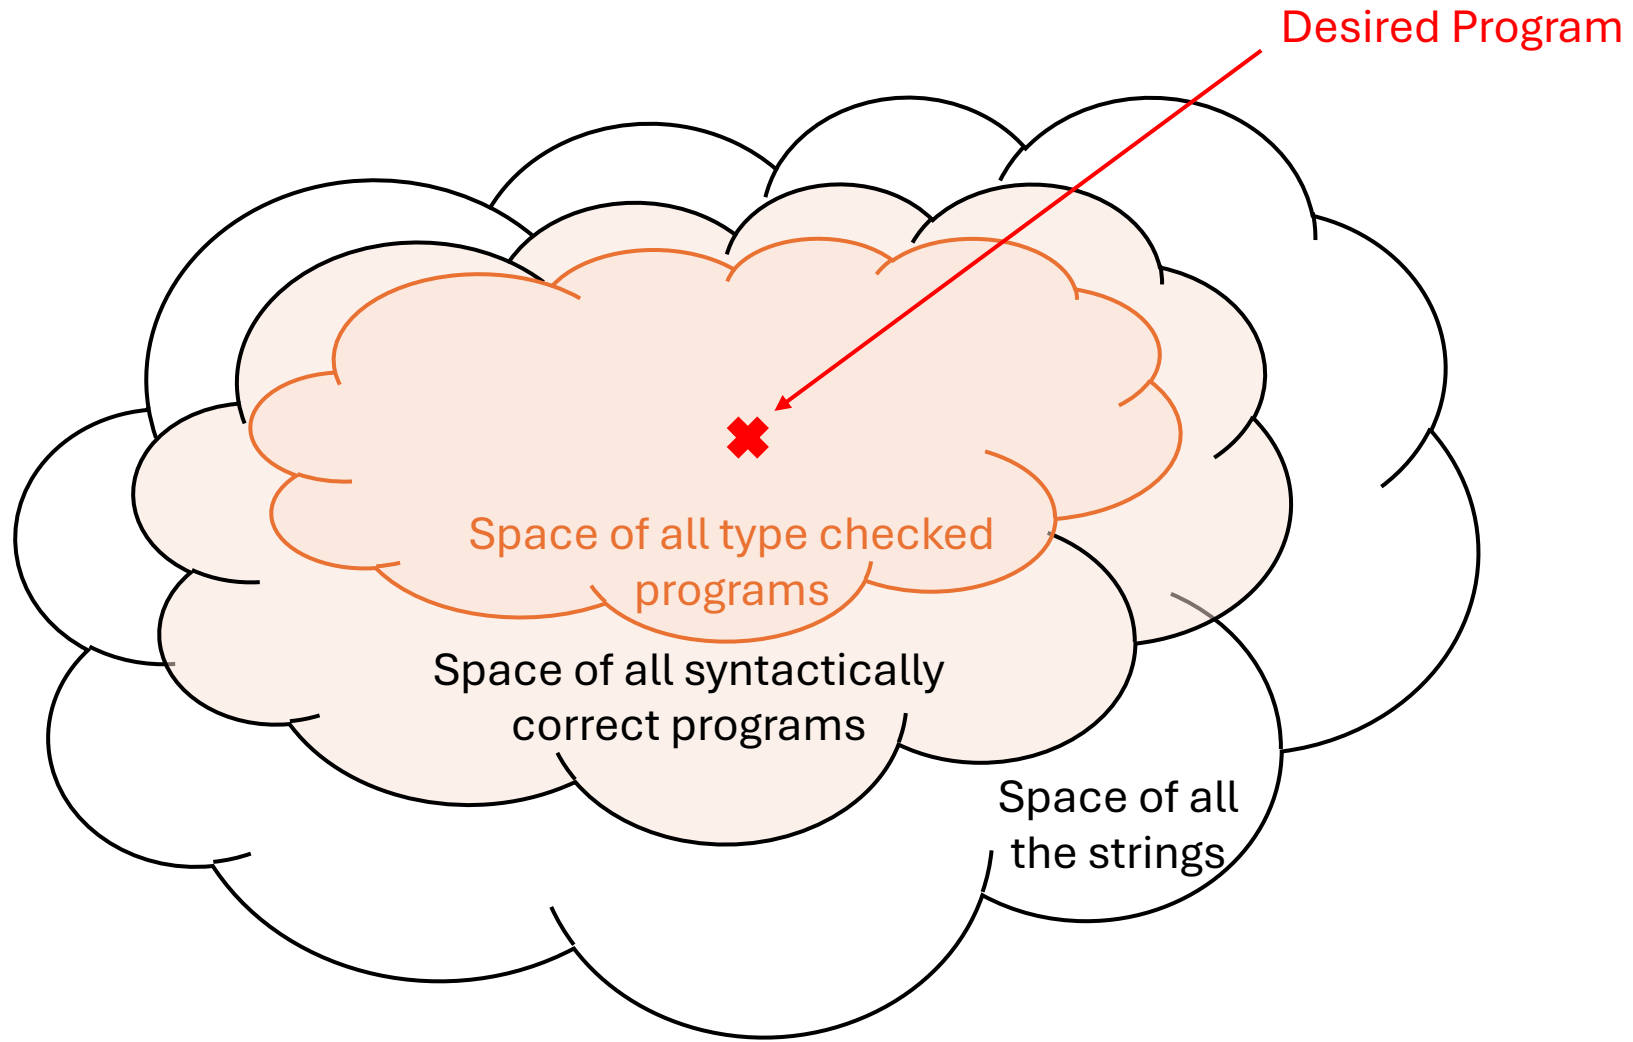 Desired Program
Space of all type checked
programs
Space of all syntactically
correct programs
Space of all
the strings